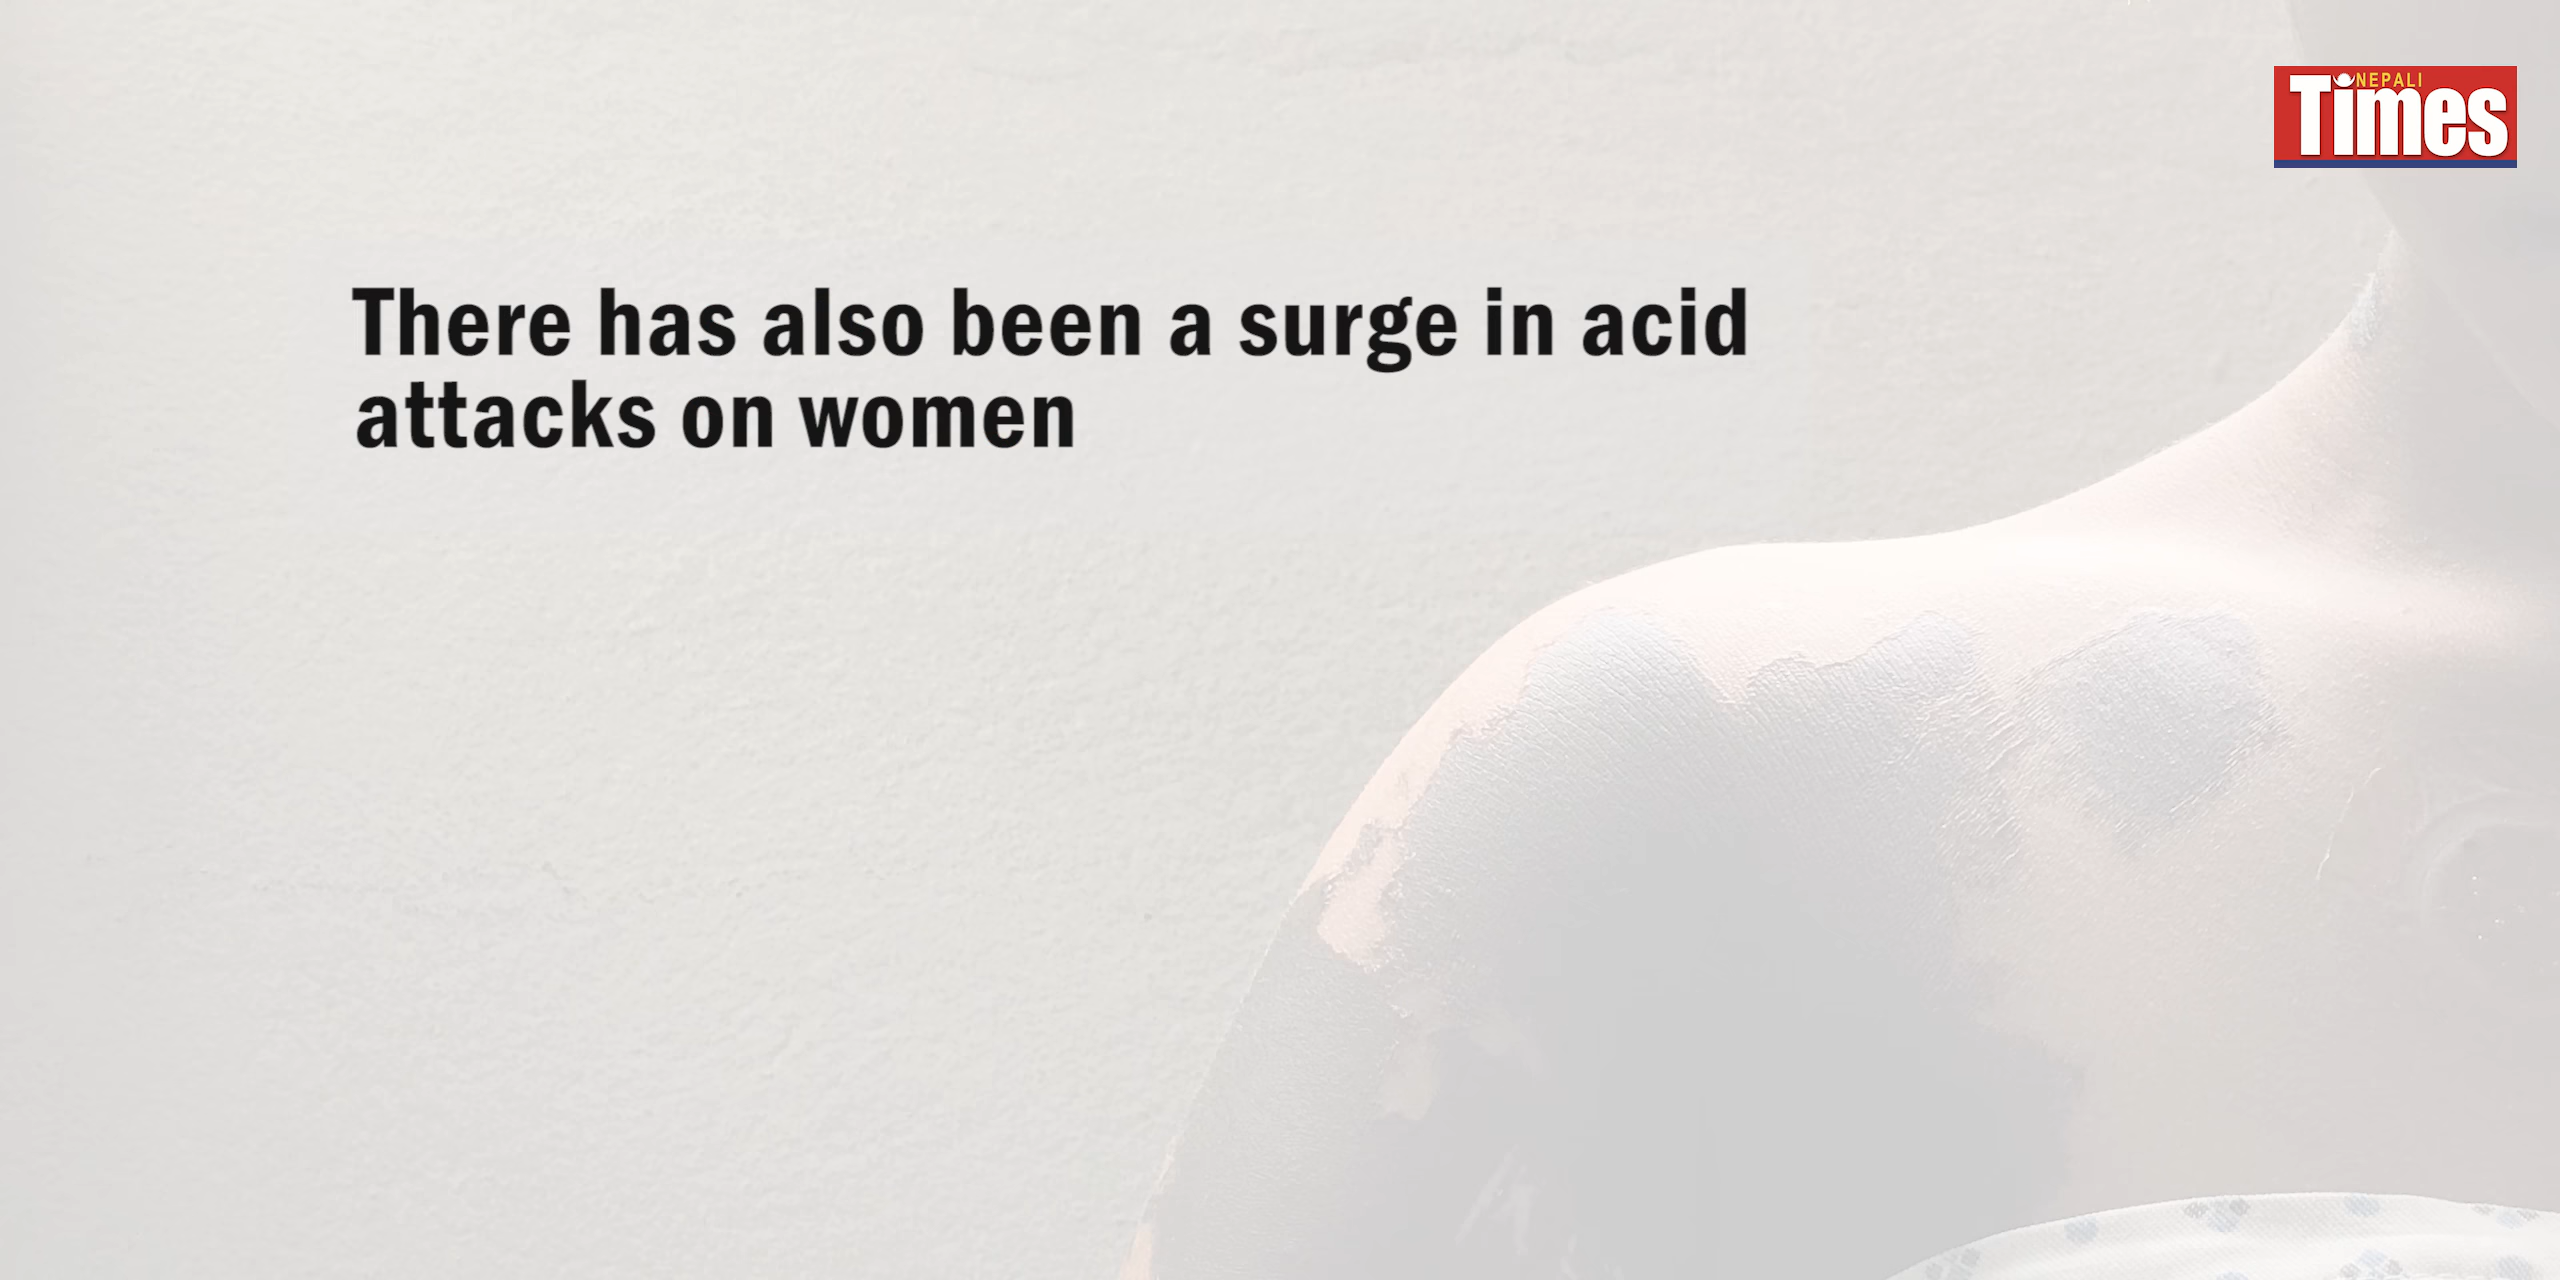 NEPALI
Times
There has also been a surge in acid
attacks on women